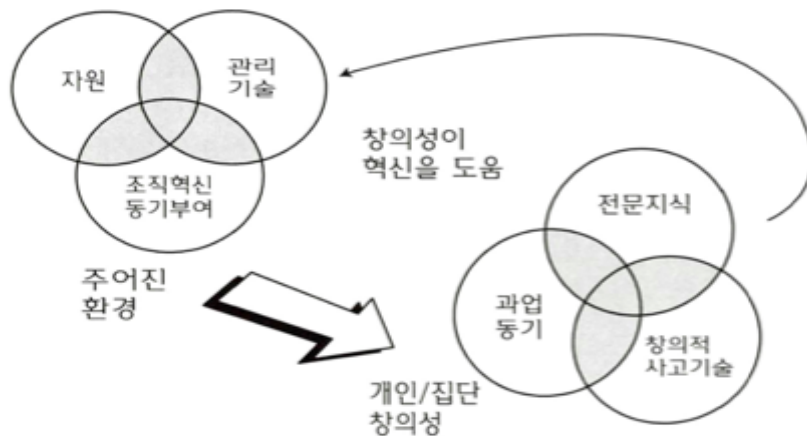 자원
관리
기술
조직혁신
동기부여
주어진
환경
창의성이
혁신을 도움
전문지식
과업
동기
창의적
사고기술
개인/집단
창의성